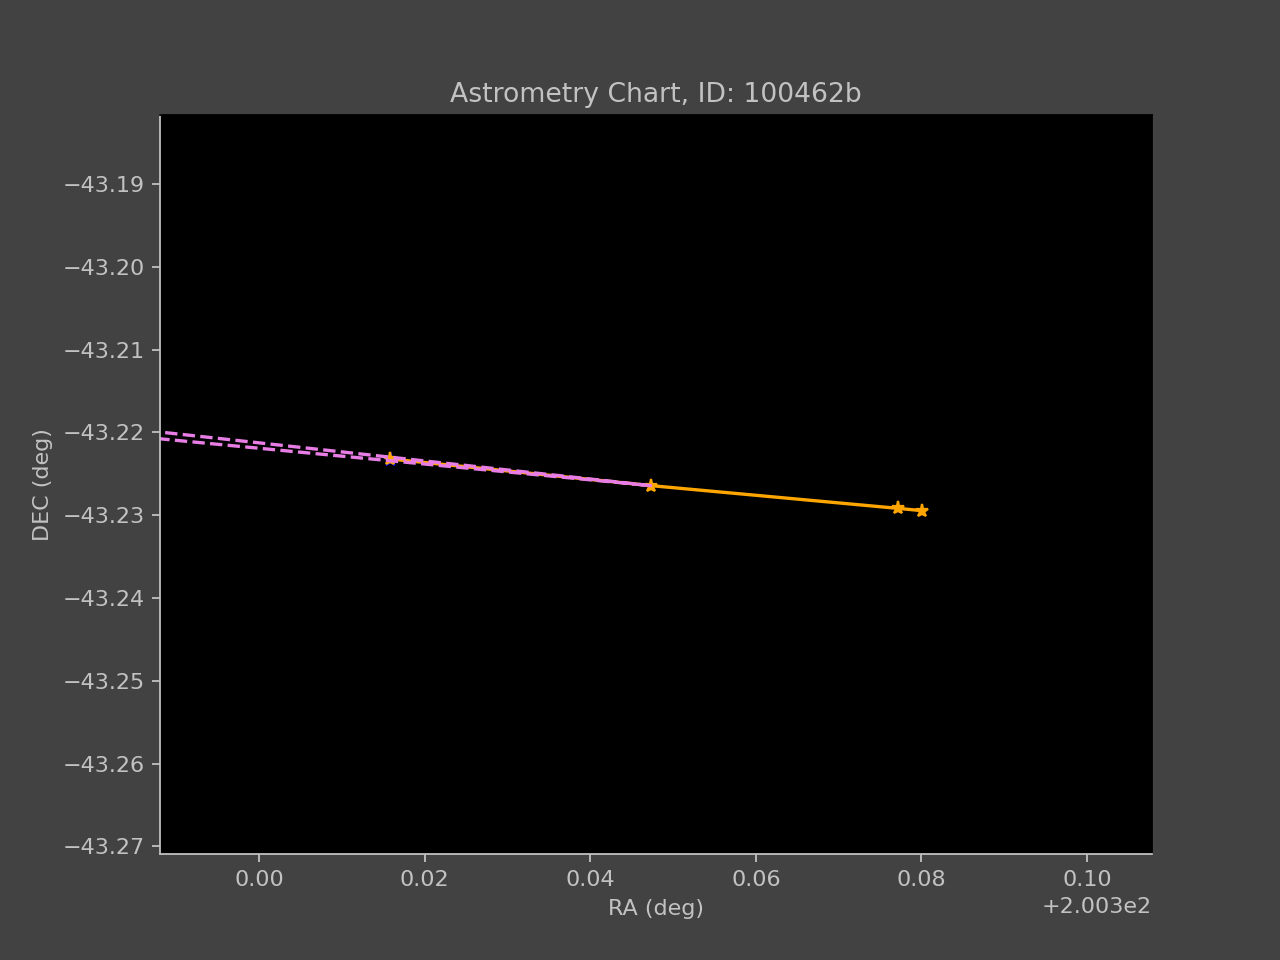 Astrometry Chart, ID: 100462b
−43.19
−43.20
−43.21
−43.22
−43.23
−43.24
−43.25
−43.26
−43.27
DEC (deg)
0.00 0.02 0.04 0.06 0.08 0.10
RA (deg)
+2.003e2